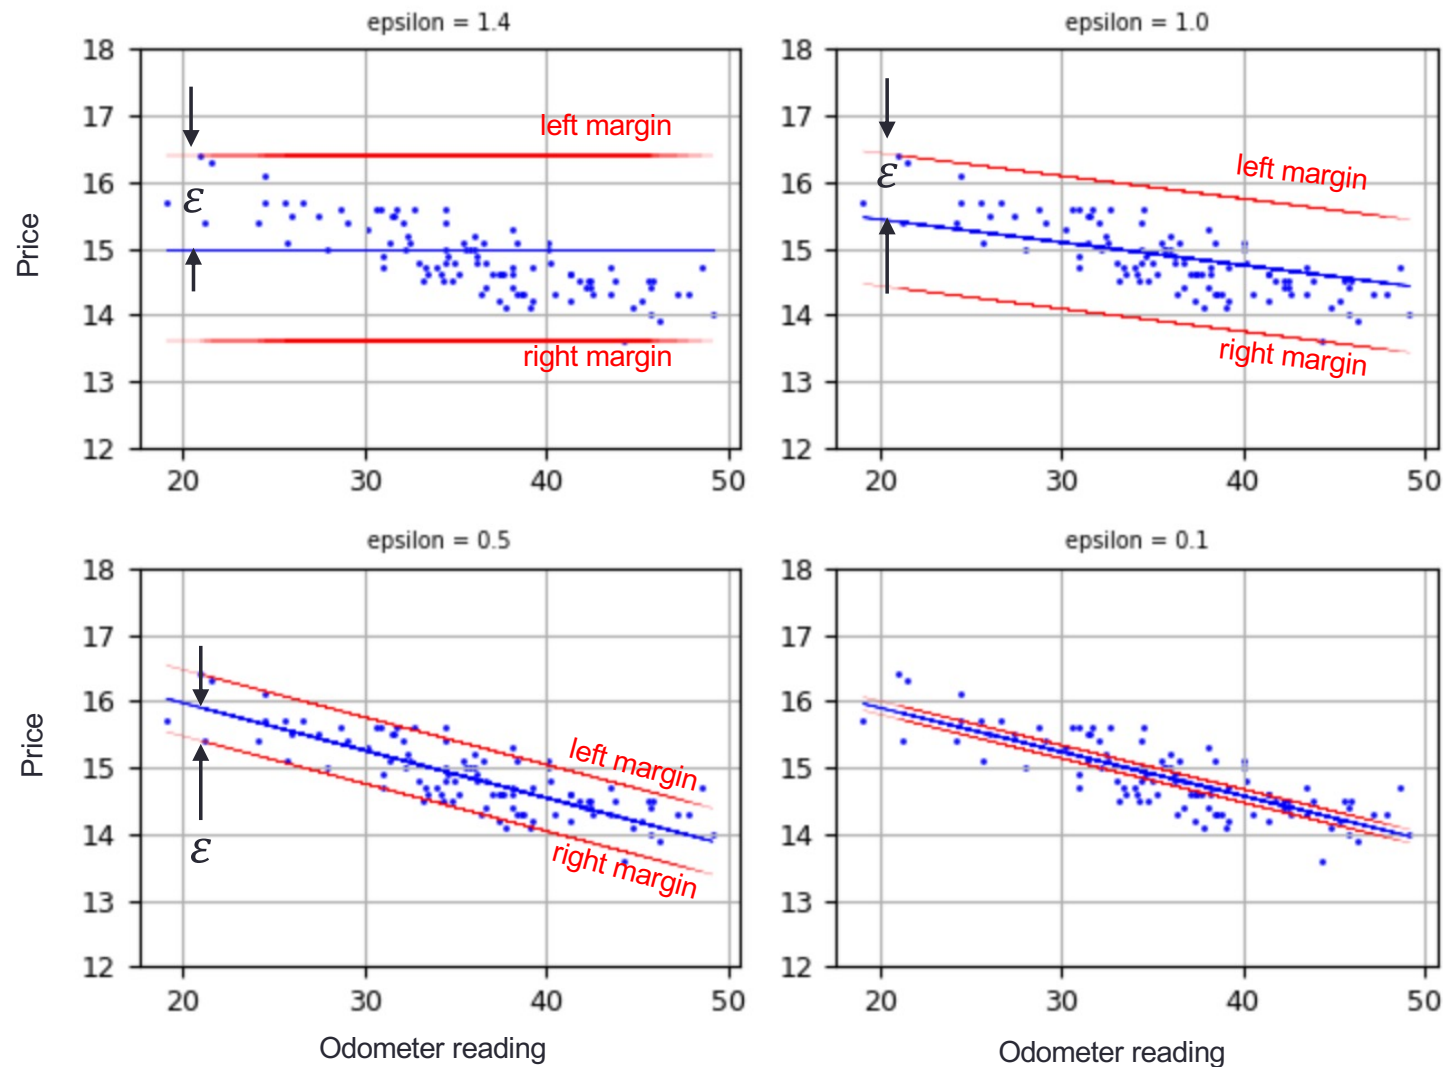 epsilon = 1.4
18
17
16
15
14
13
12
20 30 40 50
left margin
ε
right margin
Price
epsilon = 1.0
18
17
16
15
14
13
12
20 30 40 50
left margin
ε
right margin
epsilon = 0.5
18
17
16
15
14
13
12
20 30 40 50
left margin
ε
right margin
Price
Odometer reading
epsilon = 0.1
18
17
16
15
14
13
12
20 30 40 50
Odometer reading